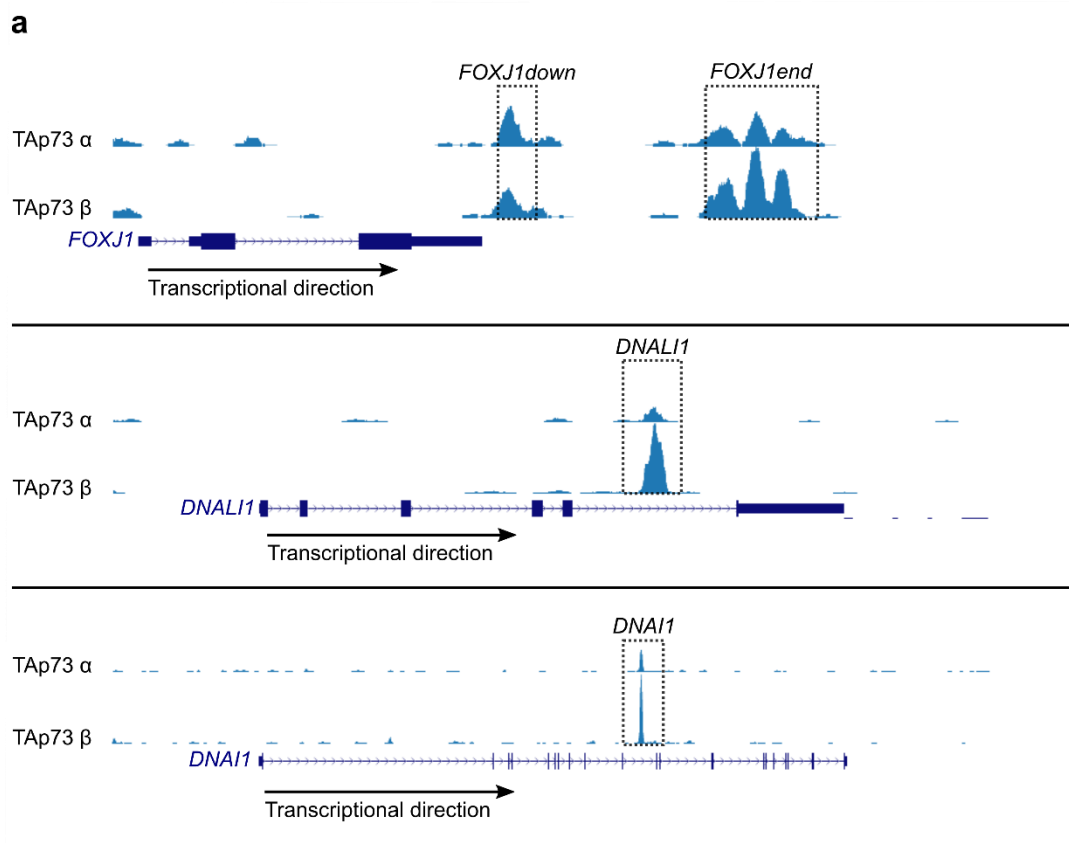 a
FOXJ1down FOXJ1end
TAp73 α
TAp73 β
FOXJ1
Transcriptional direction
DNALI1
TAp73 α
TAp73 β
DNALI1
Transcriptional direction
DNAI1
TAp73 α
TAp73 β
DNAI1
Transcriptional direction